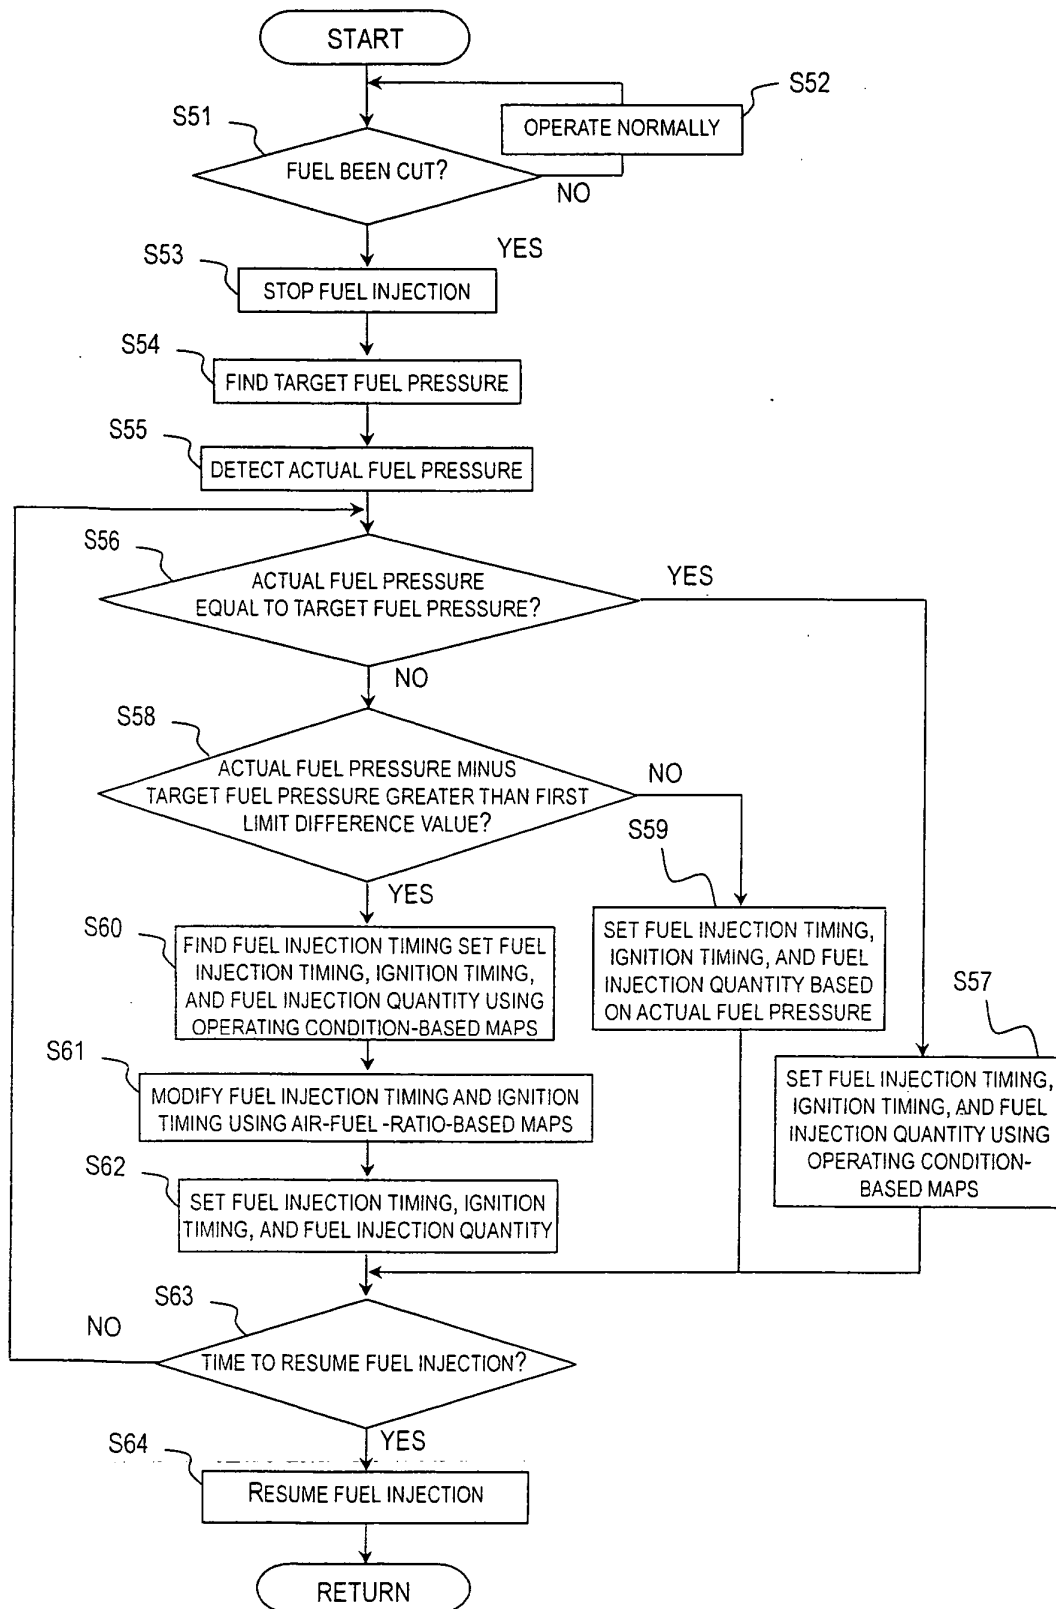 START
S52
OPERATE NORMALLY
S51
FUEL BEEN CUT?
NO
YES
S53
STOP FUEL INJECTION
S54
FIND TARGET FUEL PRESSURE
S55
DETECT ACTUAL FUEL PRESSURE
S56
ACTUAL FUEL PRESSURE
EQUAL TO TARGET FUEL PRESSURE?
YES
NO
S58
ACTUAL FUEL PRESSURE MINUS
TARGET FUEL PRESSURE GREATER THAN FIRST
LIMIT DIFFERENCE VALUE?
NO
YES
S59
SET FUEL INJECTION TIMING,
IGNITION TIMING, AND FUEL
INJECTION QUANTITY BASED
ON ACTUAL FUEL PRESSURE
S60
FIND FUEL INJECTION TIMING SET FUEL
INJECTION TIMING, IGNITION TIMING,
AND FUEL INJECTION QUANTITY USING
OPERATING CONDITION-BASED MAPS
S57
SET FUEL INJECTION TIMING,
IGNITION TIMING, AND FUEL
INJECTION QUANTITY USING
OPERATING CONDITION-
BASED MAPS
S61
MODIFY FUEL INJECTION TIMING AND IGNITION
TIMING USING AIR-FUEL -RATIO-BASED MAPS
S62
SET FUEL INJECTION TIMING, IGNITION
TIMING, AND FUEL INJECTION QUANTITY
S63
NO
TIME TO RESUME FUEL INJECTION?
YES
S64
RESUME FUEL INJECTION
RETURN